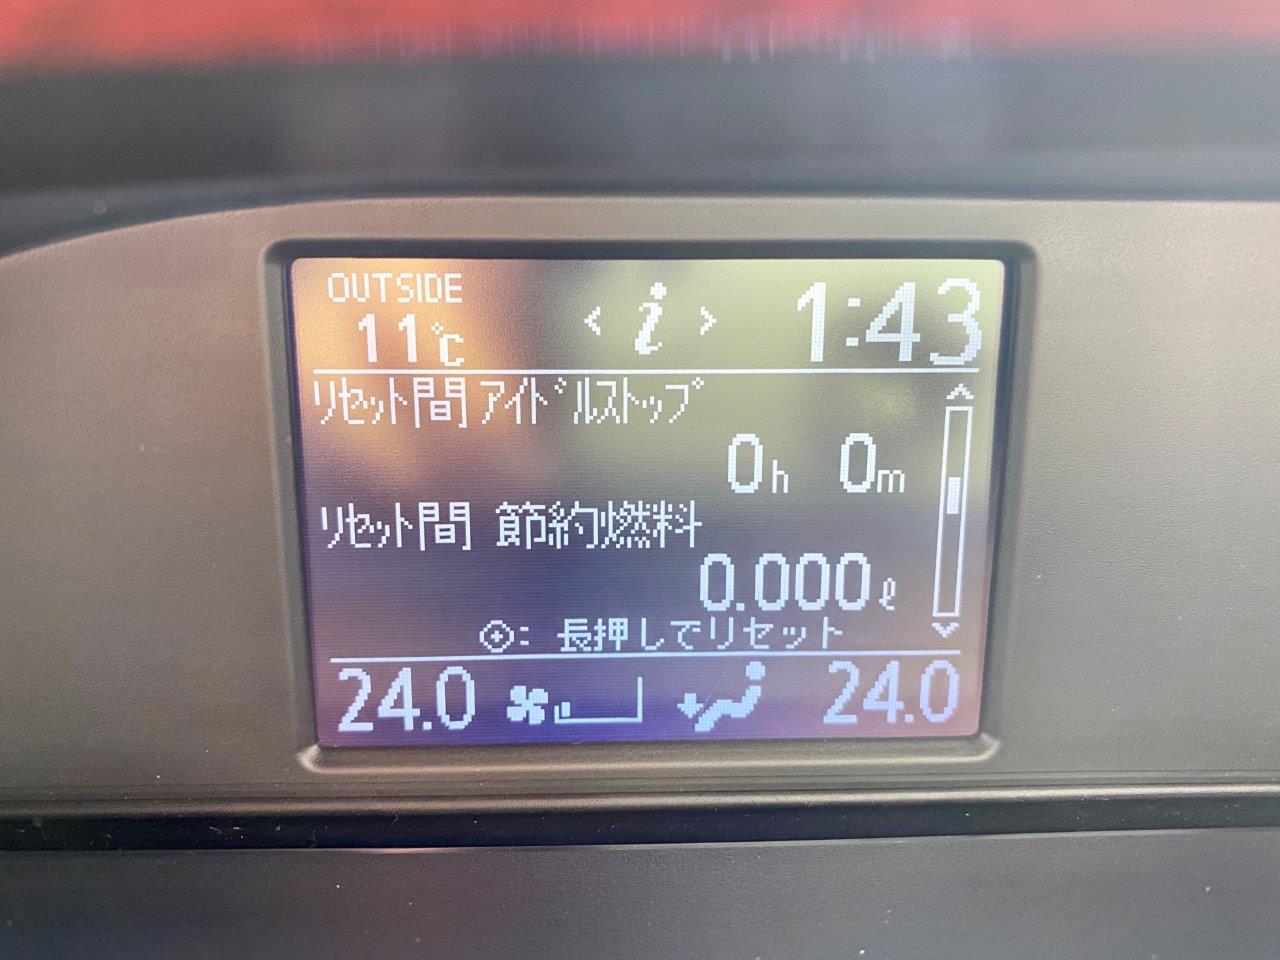 OUTSIDE
11℃ < i > 1:43
リセット間 アイドルストップ
0h 0m
リセット間 節約燃料
0.000ℓ
: 長押しでリセット
24.0 24.0